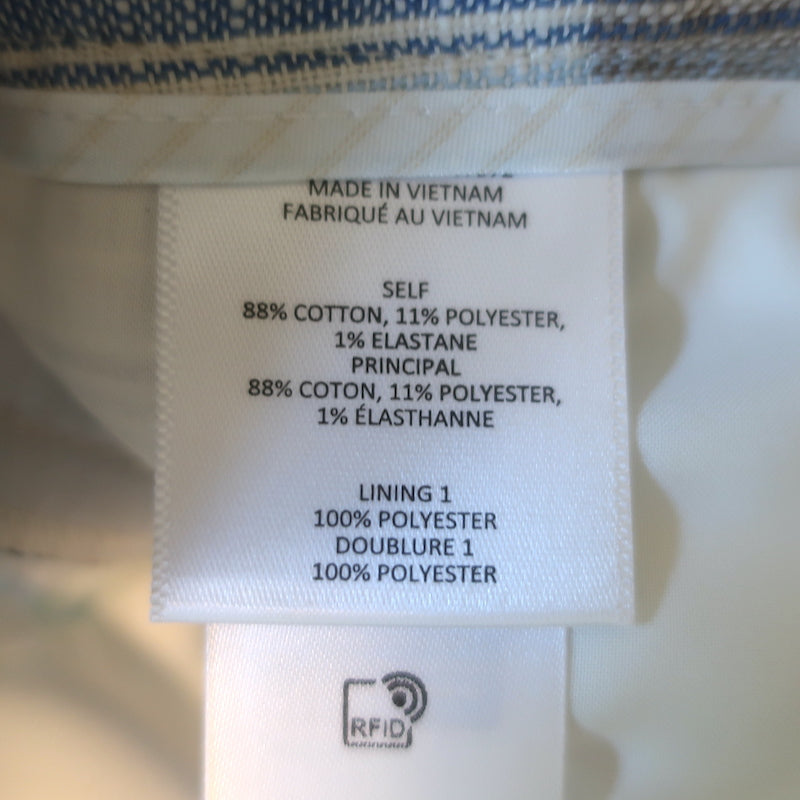 MADE IN VIETNAM
FABRIQUÉ AU VIETNAM
SELF
88% COTTON, 11% POLYESTER,
1% ELASTANE
PRINCIPAL
88% COTON, 11% POLYESTER,
1% ÉLASTHANNE
LINING 1
100% POLYESTER
DOUBLURE 1
100% POLYESTER
RFID